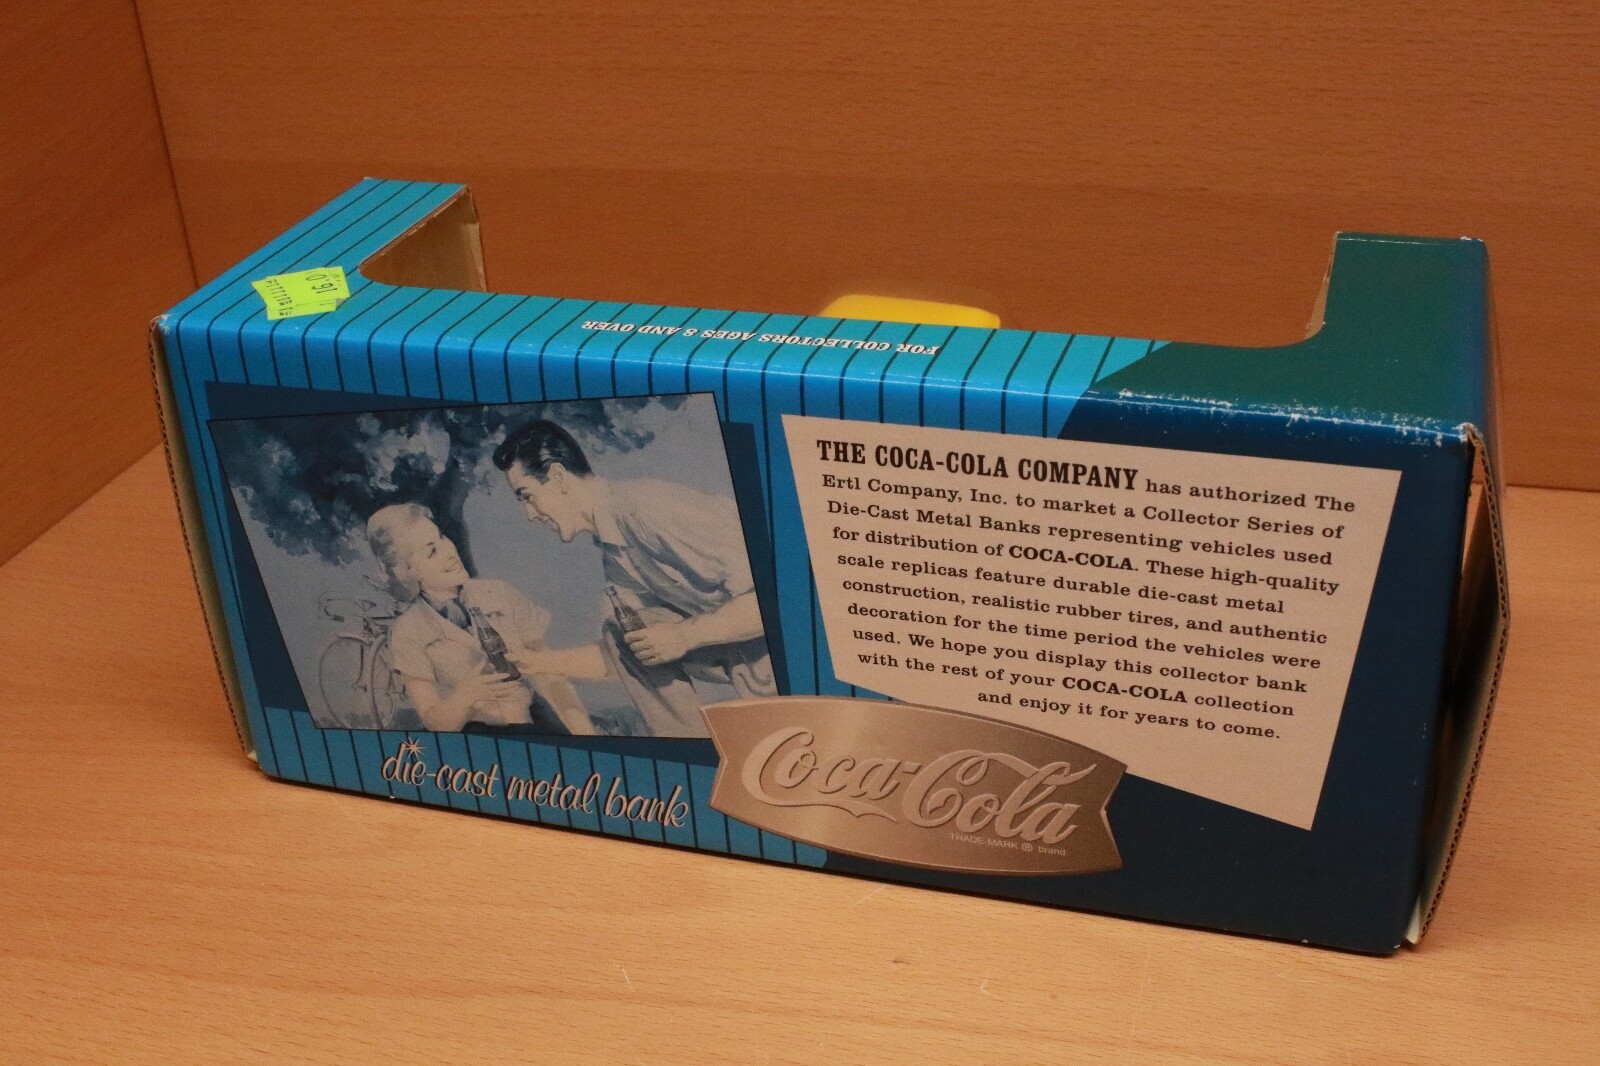 16.0
FOR COLLECTORS AGES 8 AND OVER
THE COCA-COLA COMPANY has authorized The
Ertl Company, Inc. to market a Collector Series of
Die-Cast Metal Banks representing vehicles used
for distribution of COCA-COLA. These high-quality
scale replicas feature durable die-cast metal
construction, realistic rubber tires, and authentic
decoration for the time period the vehicles were
used. We hope you display this collector bank
with the rest of your COCA-COLA collection
and enjoy it for years to come.
die-cast metal bank
Coca-Cola
TRADE-MARK ® brand